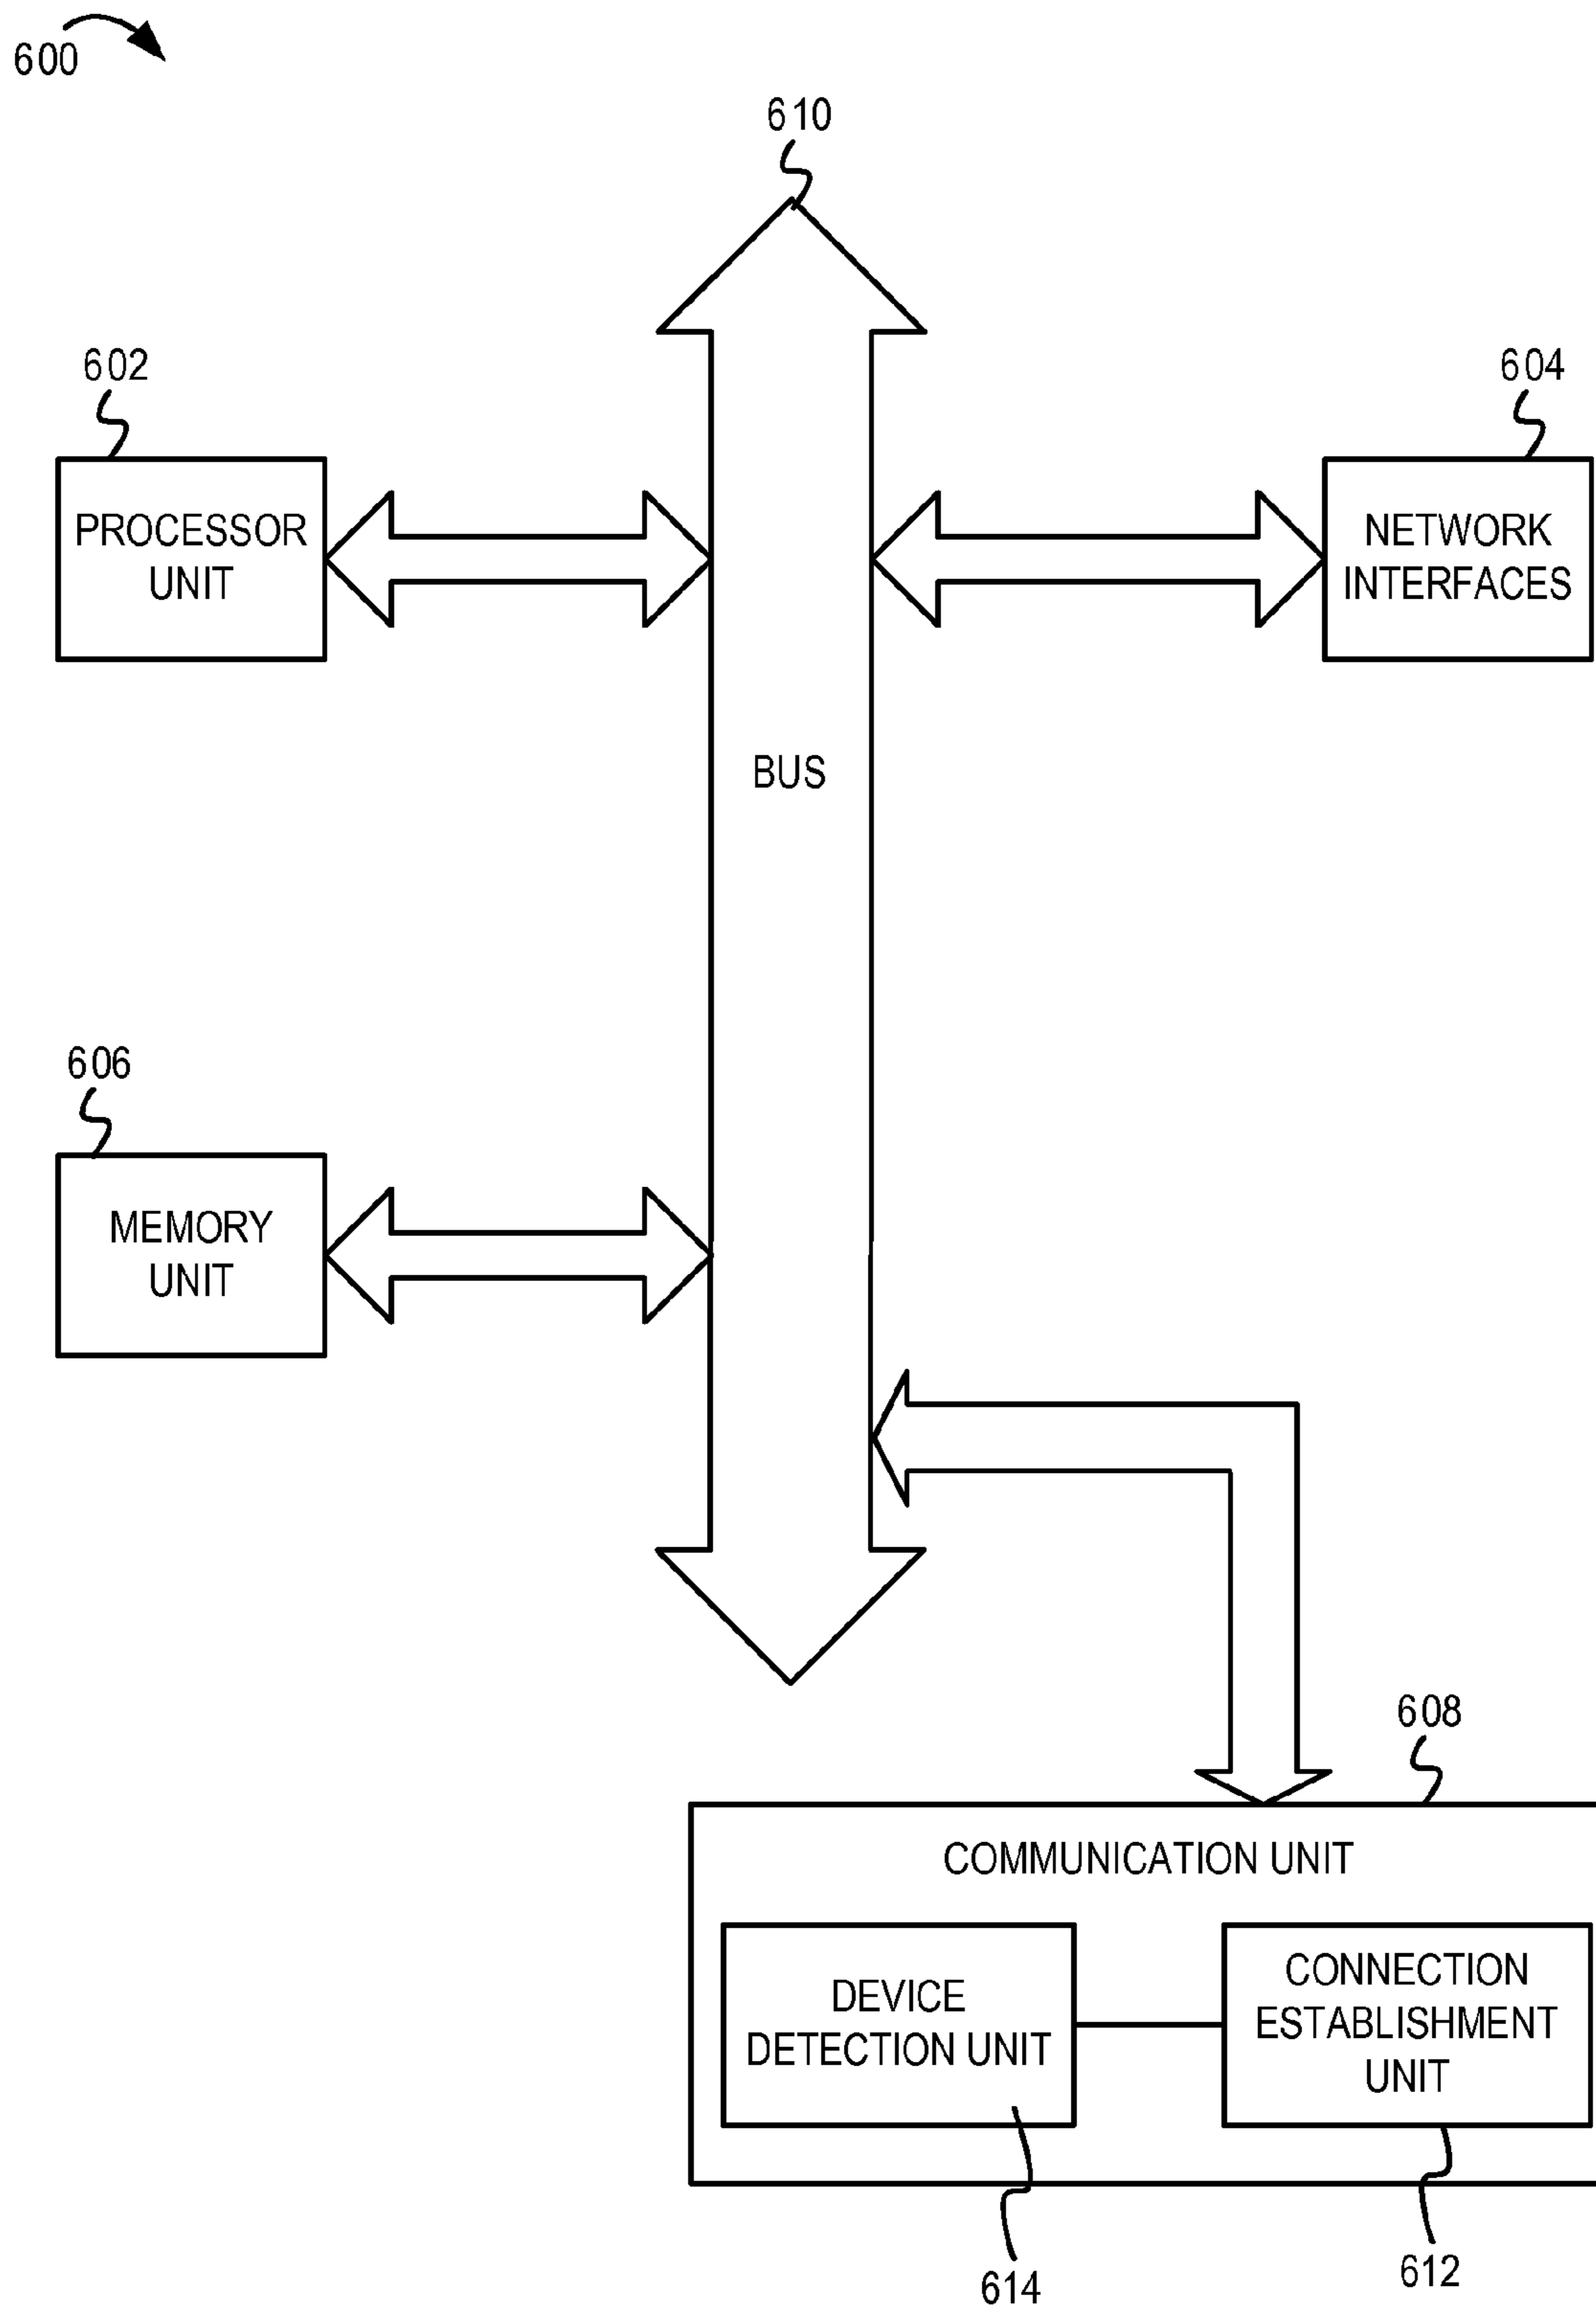 600
610
602
604
PROCESSOR
UNIT
NETWORK
INTERFACES
BUS
606
MEMORY
UNIT
608
COMMUNICATION UNIT
DEVICE
DETECTION UNIT
CONNECTION
ESTABLISHMENT
UNIT
614
612